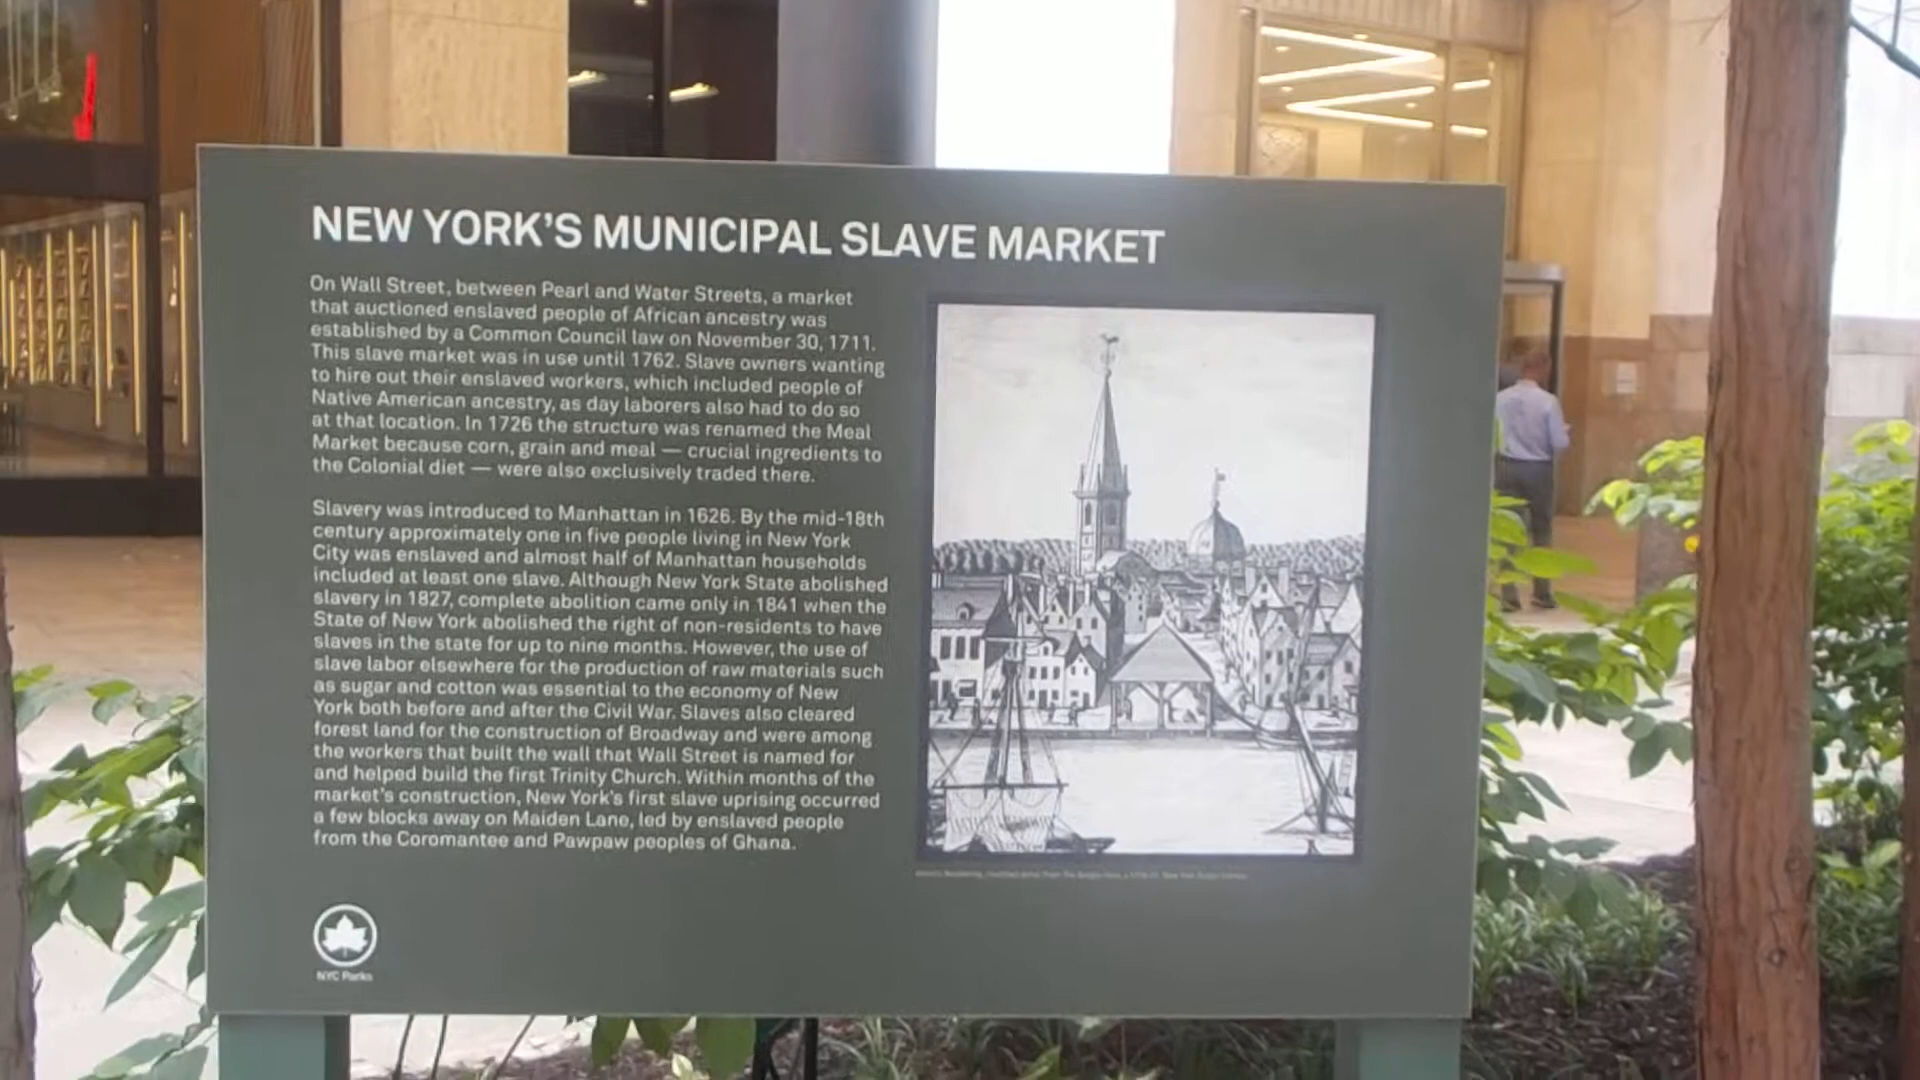 NEW YORK'S MUNICIPAL SLAVE MARKET
On Wall Street, between Pearl and Water Streets, a market
that auctioned enslaved people of African ancestry was
established by a Common Council law on November 30, 1711.
This slave market was in use until 1762. Slave owners wanting
to hire out their enslaved workers, which included people of
Native American ancestry, as day laborers also had to do so
at that location. In 1726 the structure was renamed the Meal
Market because corn, grain and meal — crucial ingredients to
the Colonial diet — were also exclusively traded there.
Slavery was introduced to Manhattan in 1626. By the mid-18th
century approximately one in five people living in New York
City was enslaved and almost half of Manhattan households
included at least one slave. Although New York State abolished
slavery in 1827, complete abolition came only in 1841 when the
State of New York abolished the right of non-residents to have
slaves in the state for up to nine months. However, the use of
slave labor elsewhere for the production of raw materials such
as sugar and cotton was essential to the economy of New
York both before and after the Civil War. Slaves also cleared
forest land for the construction of Broadway and were among
the workers that built the wall that Wall Street is named for
and helped build the first Trinity Church. Within months of the
market's construction, New York's first slave uprising occurred
a few blocks away on Maiden Lane, led by enslaved people
from the Coromantee and Pawpaw peoples of Ghana.
NYC Parks